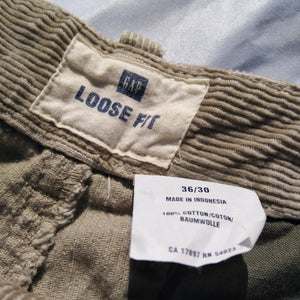 GAP
LOOSE FIT
36/30
MADE IN INDONESIA
100% COTTON/COTON/
BAUMWOLLE
CA 17897 RN 54023